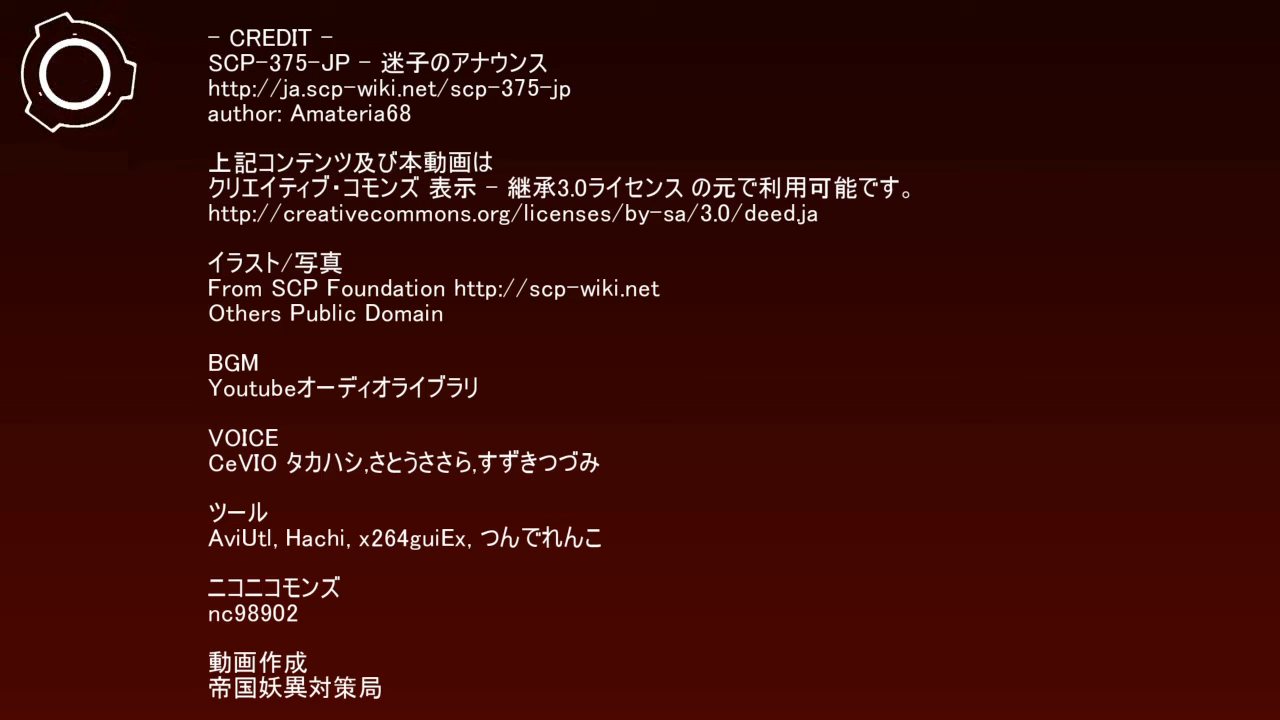 - CREDIT -
SCP-375-JP - 迷子のアナウンス
http://ja.scp-wiki.net/scp-375-jp
author: Amateria68
上記コンテンツ及び本動画は
クリエイティブ・コモンズ 表示 - 継承3.0ライセンス の元で利用可能です。
http://creativecommons.org/licenses/by-sa/3.0/deed.ja
イラスト/写真
From SCP Foundation http://scp-wiki.net
Others Public Domain
BGM
Youtubeオーディオライブラリ
VOICE
CeVIO タカハシ,さとうささら,すずきつづみ
ツール
AviUtl, Hachi, x264guiEx, つんでれんこ
ニコニコモンズ
nc98902
動画作成
帝国妖異対策局